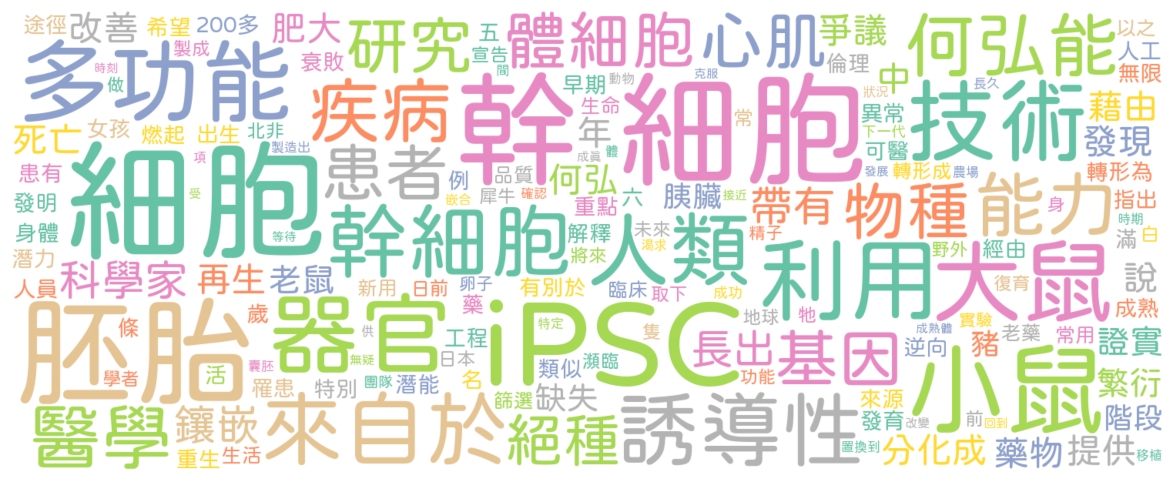 途徑 改善 希望 200多 肥大 研究 五 體細胞 心肌 爭議 何弘能 以之
時刻 做 製成 衰敗 宣告 間 早期 動物 克服 倫理 中 人工 無限
多功能 疾病 幹細胞 生命 狀況 長久 技術 藉由
死亡 女孩 燃起 出生 北非 年 常 異常 下一代 發現
患有 項 製造出 患者 成員 體 可醫 發展 轉形成 農場 轉形為
發明 受 細胞 例 品質 嵌合 犀牛 確認 何弘 重點 六 胰臟 接近 帶有 物種 能力 身 指出
身體 等待 幹細胞 解釋 人類 未來 渴求 精子 利用 野外 經由 大鼠 滿 時期 白
潛力 科學家 再生 老鼠 將來 說
人員 新用 日前 卵子 有別於 臨床 取下 成功 復育 成熟
胚胎 條 歲 器官 藥 iPSC 特定 隻 地球 牠 成熟體 實驗 老藥 常用
供 工程 長出 基因 逆向 豬 證實
學者 囊胚 活 無疑 日本 類似 瀕臨 功能 小鼠 繁衍
罹患 特別 團隊 潛能 名 篩選 缺失 來源
醫學 鑲嵌 來自於 絕種 誘導性 發育 改變 前 回到 階段
重生 生活 置換到 分化成 藥物 提供 移植